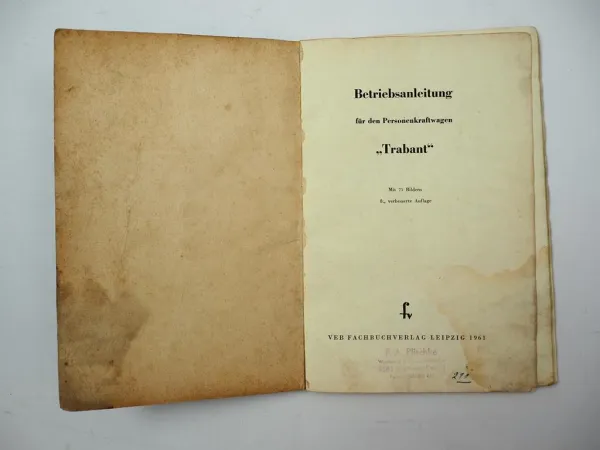 Betriebsanleitung
für den Personenkraftwagen
„Trabant“
Mit 71 Bildern
8., verbesserte Auflage
fv
VEB FACHBUCHVERLAG LEIPZIG 1961